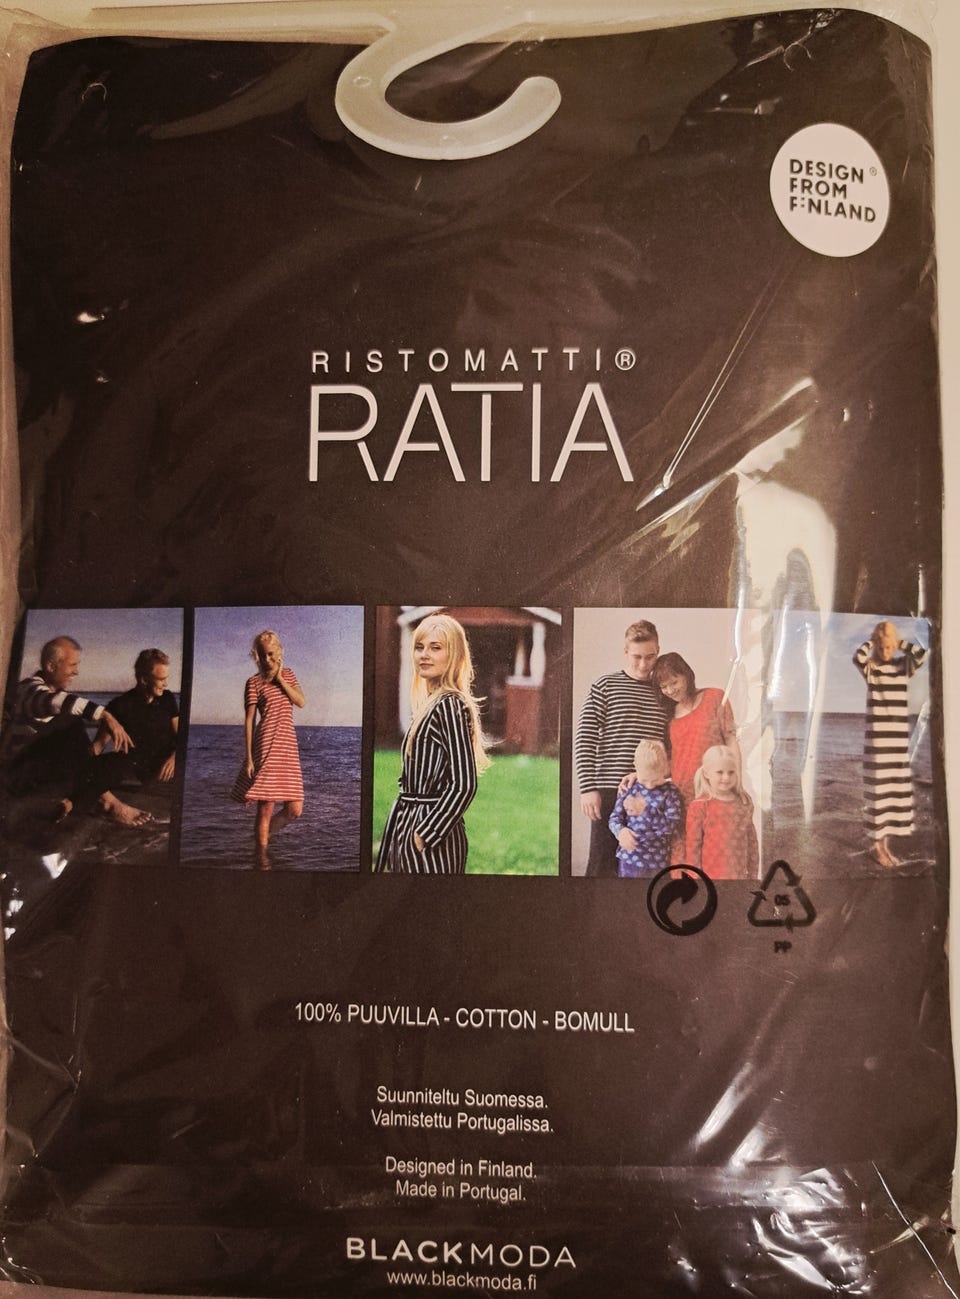 DESIGN ®
FROM
FINLAND
RISTOMATTI®
RATIA
05
PP
100% PUUVILLA - COTTON - BOMULL
Suunniteltu Suomessa.
Valmistettu Portugalissa.
Designed in Finland.
Made in Portugal.
BLACKMODA
www.blackmoda.fi